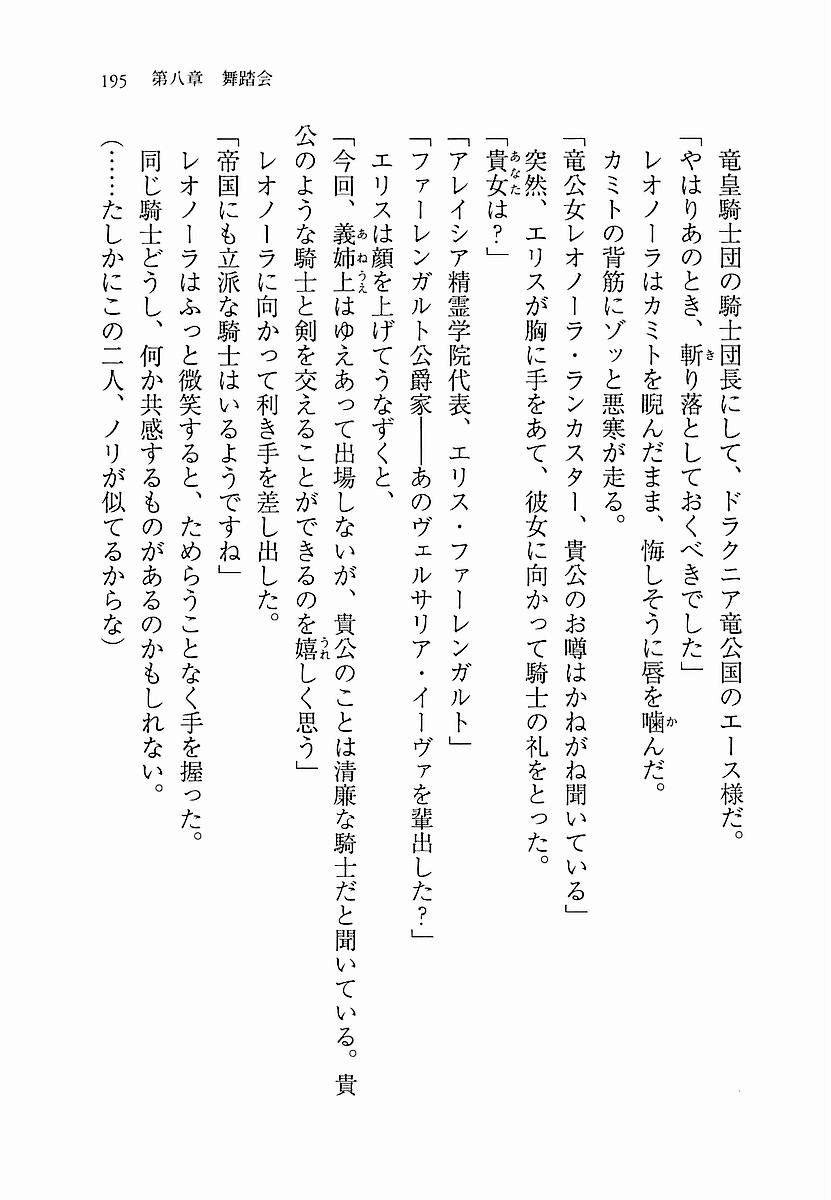 195　第八章　舞踏会
竜皇騎士団の騎士団長にして、ドラクニア竜公国のエース様だ。
「やはりあのとき、斬り落としておくべきでした」
レオノーラはカミトを睨んだまま、悔しそうに唇を噛んだ。
カミトの背筋にゾッと悪寒が走る。
「竜公女レオノーラ・ランカスター、貴公のお噂はかねがね聞いている」
突然、エリスが胸に手をあて、彼女に向かって騎士の礼をとった。
「貴女は？」
「アレイシア精霊学院代表、エリス・ファーレンガルト」
「ファーレンガルト公爵家――あのヴェルサリア・イーヴァを輩出した？」
エリスは顔を上げてうなずくと、
「今回、義姉上はゆえあって出場しないが、貴公のことは清廉な騎士だと聞いている。貴
公のような騎士と剣を交えることができるのを嬉しく思う」
レオノーラに向かって利き手を差し出した。
「帝国にも立派な騎士はいるようですね」
レオノーラはふっと微笑すると、ためらうことなく手を握った。
同じ騎士どうし、何か共感するものがあるのかもしれない。
（……たしかにこの二人、ノリが似てるからな）